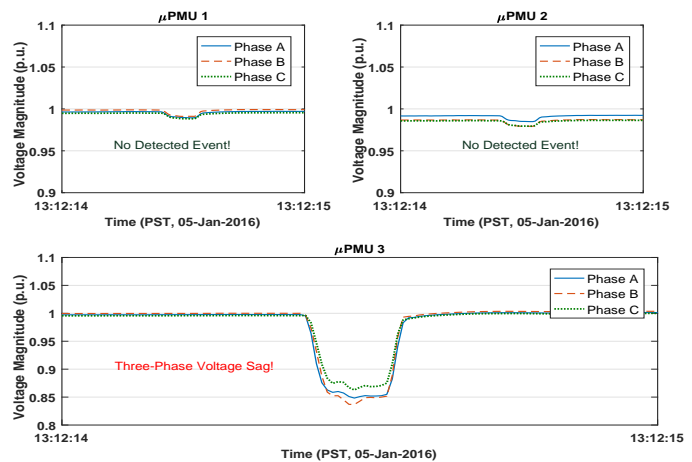 μPMU 1
Voltage Magnitude (p.u.)
1.1
1.05
1
0.95
0.9
Phase A
Phase B
Phase C
No Detected Event!
13:12:14
13:12:15
Time (PST, 05-Jan-2016)
μPMU 2
Voltage Magnitude (p.u.)
1.1
1.05
1
0.95
0.9
Phase A
Phase B
Phase C
No Detected Event!
13:12:14
13:12:15
Time (PST, 05-Jan-2016)
μPMU 3
Voltage Magnitude (p.u.)
1.1
1.05
1
0.95
0.9
0.85
0.8
Phase A
Phase B
Phase C
Three-Phase Voltage Sag!
13:12:14
13:12:15
Time (PST, 05-Jan-2016)